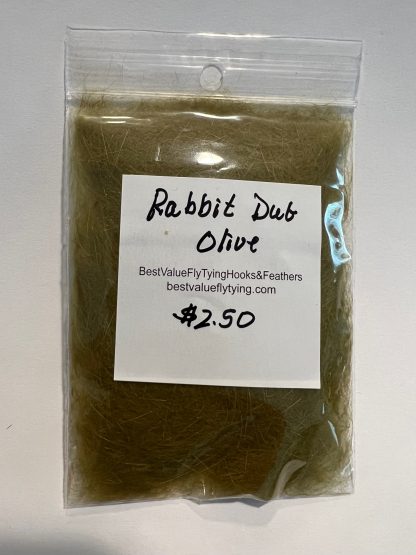 Rabbit Dub
Olive
BestValueFlyTyingHooks&Feathers
bestvalueflytying.com
$2.50